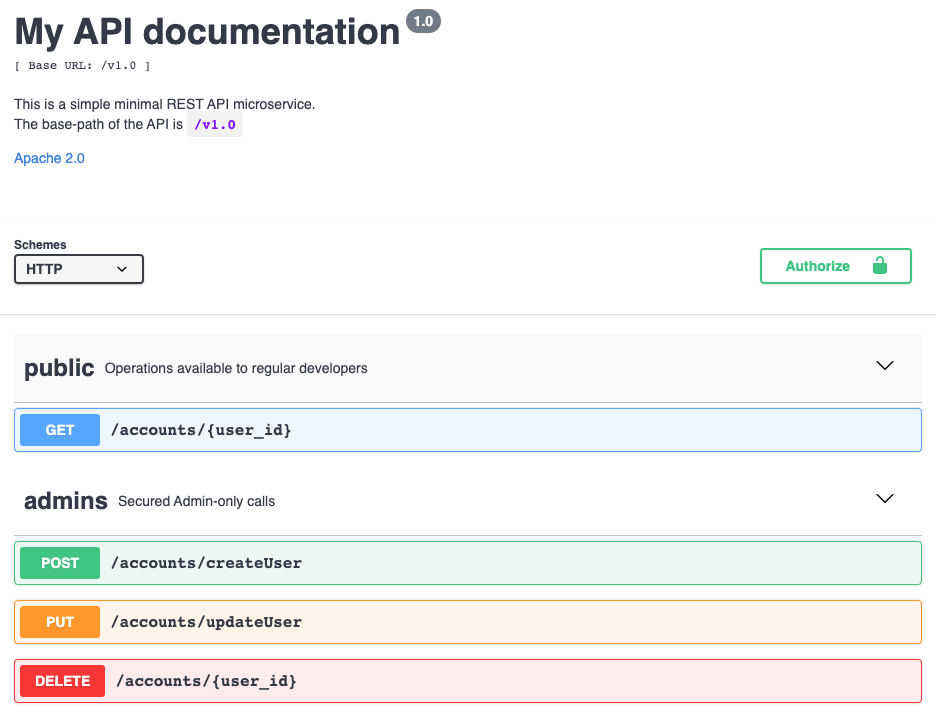 My API documentation 1.0
[ Base URL: /v1.0 ]
This is a simple minimal REST API microservice.
The base-path of the API is /v1.0
Apache 2.0
Schemes
HTTP
Authorize
public Operations available to regular developers
GET /accounts/{user_id}
admins Secured Admin-only calls
POST /accounts/createUser
PUT /accounts/updateUser
DELETE /accounts/{user_id}